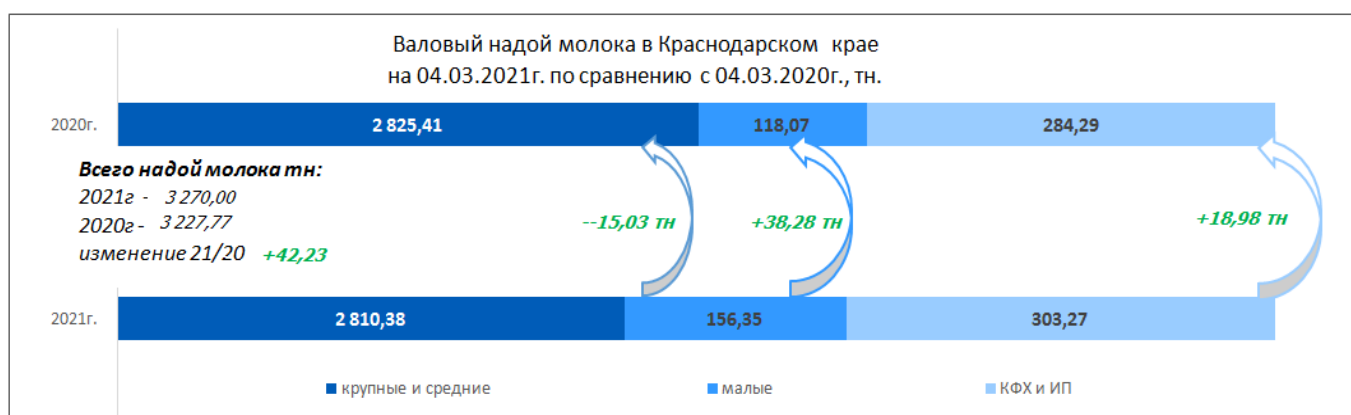 Валовый надой молока в Краснодарском крае
на 04.03.2021г. по сравнению с 04.03.2020г., тн.
2020г.
2 825,41
118,07
284,29
Всего надой молока тн:
2021г - 3 270,00
2020г - 3 227,77
изменение 21/20 +42,23
--15,03 тн
+38,28 тн
+18,98 тн
2021г.
2 810,38
156,35
303,27
крупные и средние
малые
КФХ и ИП